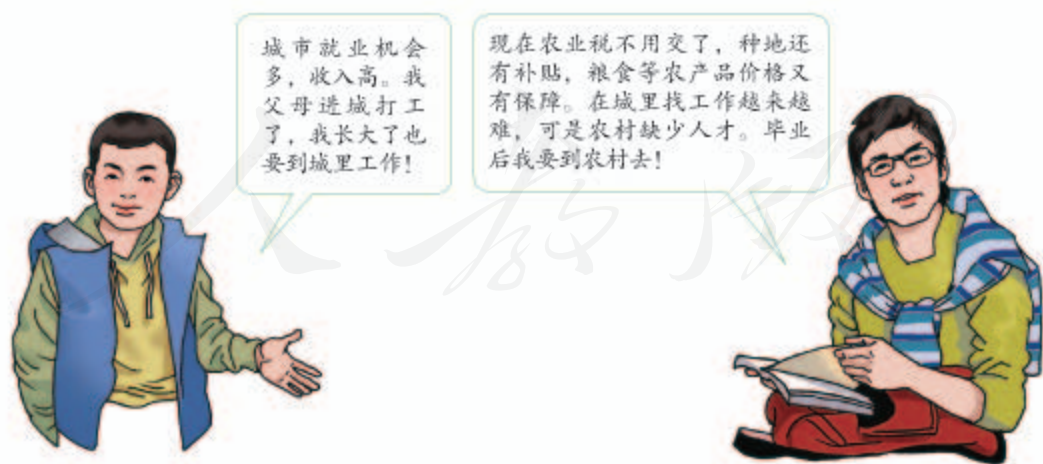 城市就业机会
多，收入高。我
父母进城打工
了，我长大了也
要到城里工作！
现在农业税不用交了，种地还
有补贴，粮食等农产品价格又
有保障。在城里找工作越来越
难，可是农村缺少人才。毕业
后我要到农村去！
人教版